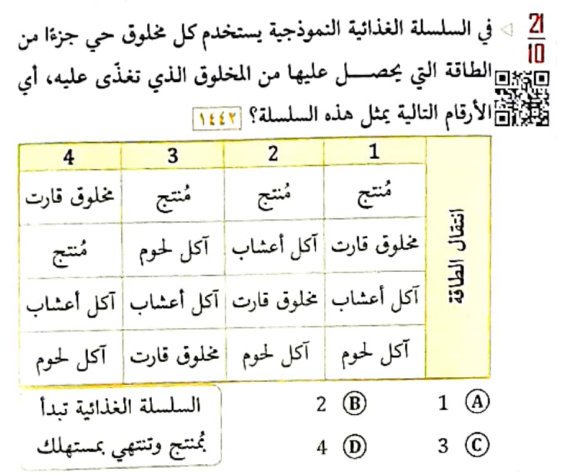 21
10
في السلسلة الغذائية النموذجية يستخدم كل مخلوق حي جزءًا من
الطاقة التي يحصل عليها من المخلوق الذي تغذّى عليه، أي
الأرقام التالية يمثل هذه السلسلة؟ ١٤٤٢
1 2 3 4
انتقال الطاقة
مُنتج مُنتج مُنتج مخلوق قارت
مخلوق قارت آكل أعشاب آكل لحوم مُنتج
آكل أعشاب مخلوق قارت آكل أعشاب آكل أعشاب
آكل لحوم آكل لحوم مخلوق قارت آكل لحوم
A 1 B 2
C 3 D 4
السلسلة الغذائية تبدأ
بمُنتج وتنتهي بمستهلك